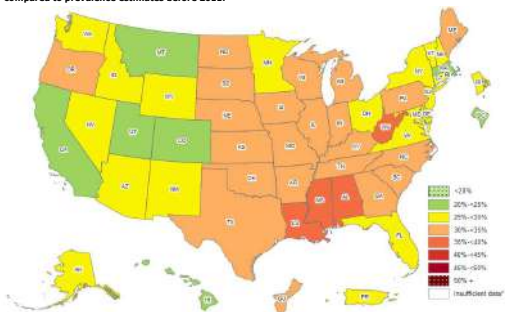 compared to prevalence estimates before 2011.
WA
ME
MT
ND
MN
VT
NH
OR
ID
SD
WI
MI
NY
WY
IA
PA
NV
NE
IL
IN
OH
NJ
UT
CO
MD
DE
CA
KS
MO
KY
VA
WV
DC
TN
NC
AZ
NM
OK
AR
SC
MS
AL
GA
TX
LA
FL
AK
HI
GU
PR
<20%
20%-<25%
25%-<30%
30%-<35%
35%-<40%
40%-<45%
45%-<50%
50% +
Insufficient data*